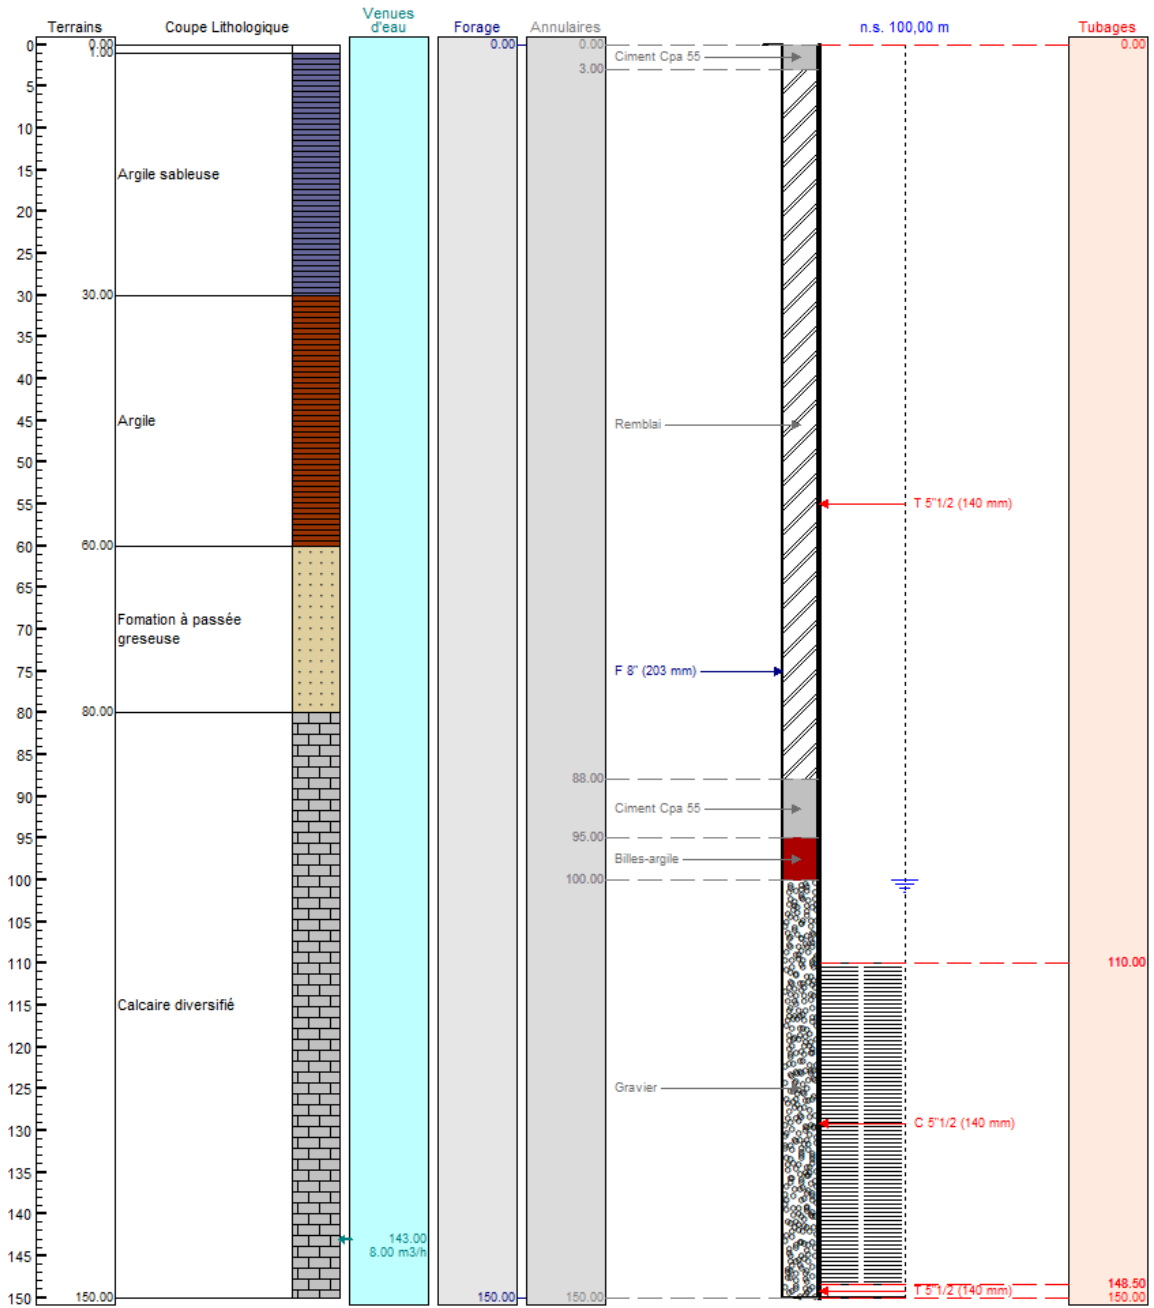 Venues
Terrains Coupe Lithologique d'eau Forage Annulaires n.s. 100,00 m Tubages
0 0.00 0.00 0.00 0.00
1.00 Ciment Cpa 55
3.00
5
10
15 Argile sableuse
20
25
30 30.00
35
40
45 Argile Remblai
50
55 T 5"1/2 (140 mm)
60 60.00
65
Fomation à passée
70 greseuse
75 F 8" (203 mm)
80 80.00
85
88.00
90
Ciment Cpa 55
95 95.00
Billes-argile
100 100.00
105
110 110.00
115 Calcaire diversifié
120
125 Gravier
130 C 5"1/2 (140 mm)
135
140
143.00
145 8.00 m3/h
148.50
T 5"1/2 (140 mm)
150 150.00 150.00 150.00 150.00